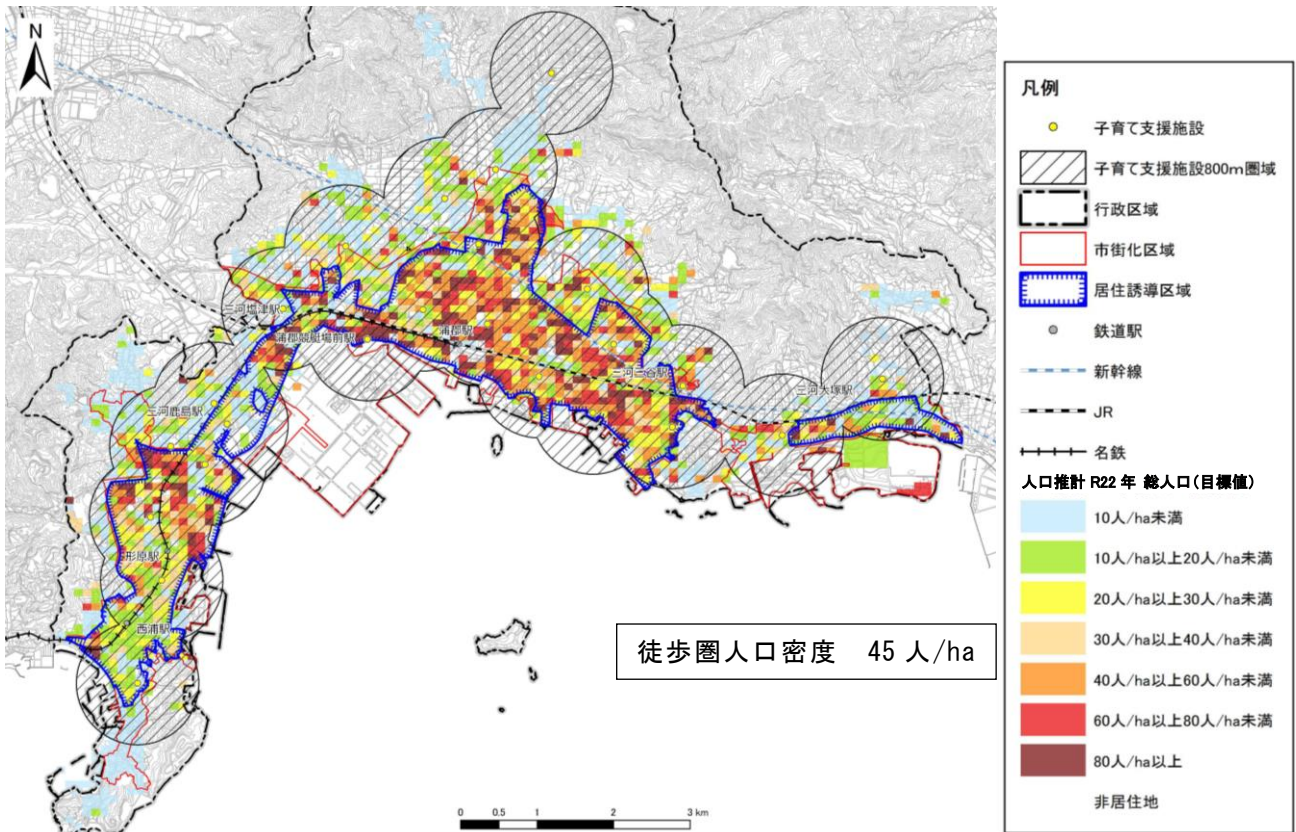 N
三河塩津駅
蒲郡競艇場前駅
蒲郡駅
三河三谷駅
三河大塚駅
三河鹿島駅
形原駅
西浦駅
徒歩圏人口密度 45 人/ha
0 0.5 1 2 3 km
凡例
子育て支援施設
子育て支援施設800m圏域
行政区域
市街化区域
居住誘導区域
鉄道駅
新幹線
JR
名鉄
人口推計 R22 年 総人口(目標値)
10人/ha未満
10人/ha以上20人/ha未満
20人/ha以上30人/ha未満
30人/ha以上40人/ha未満
40人/ha以上60人/ha未満
60人/ha以上80人/ha未満
80人/ha以上
非居住地